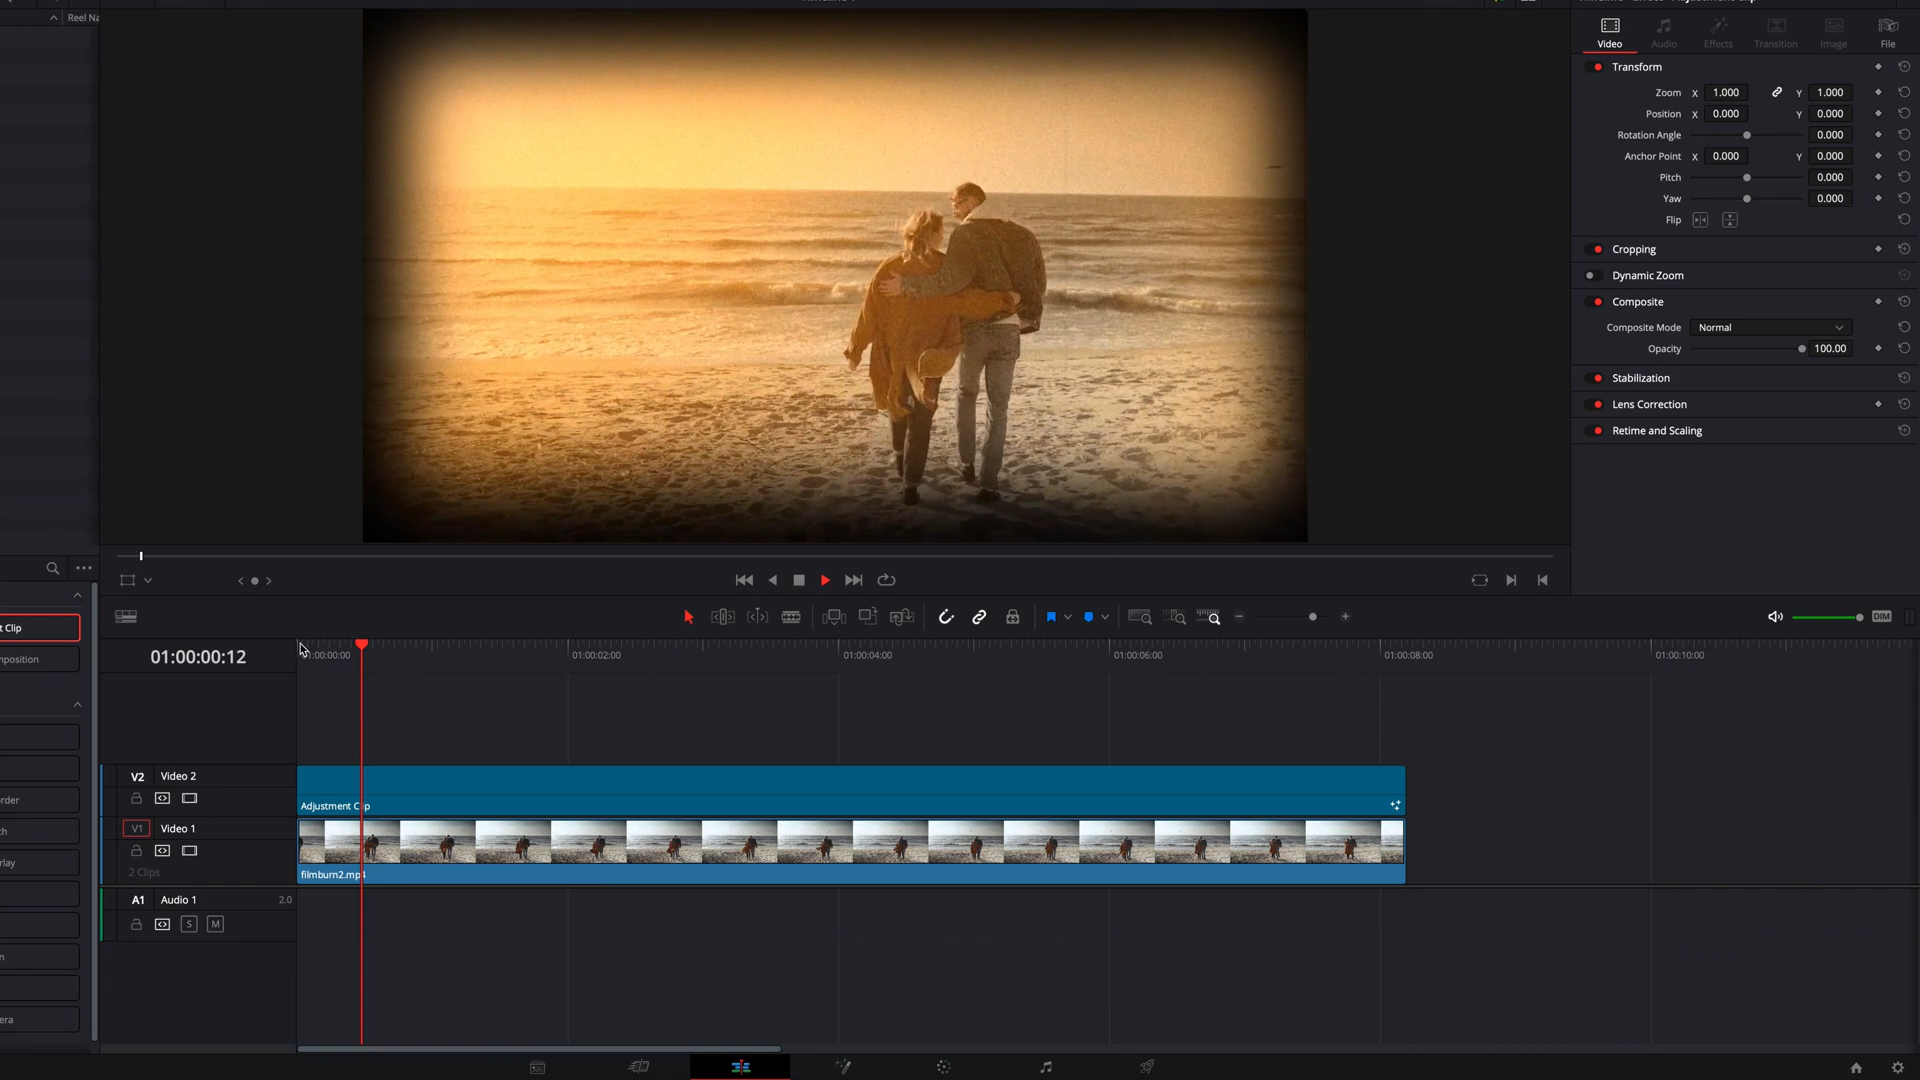 Reel Na
Video
Audio
Effects
Transition
Image
File
Transform
Zoom X 1.000 Y 1.000
Position X 0.000 Y 0.000
Rotation Angle 0.000
Anchor Point X 0.000 Y 0.000
Pitch 0.000
Yaw 0.000
Flip
Cropping
Dynamic Zoom
Composite
Composite Mode Normal
Opacity 100.00
Stabilization
Lens Correction
Retime and Scaling
DIM
t Clip
mposition
order
ch
rlay
n
era
01:00:00:12
01:00:02:00
01:00:04:00
01:00:06:00
01:00:08:00
01:00:10:00
V2 Video 2
Adjustment Clip
V1 Video 1
2 Clips
filmburn2.mp4
A1 Audio 1 2.0
S M